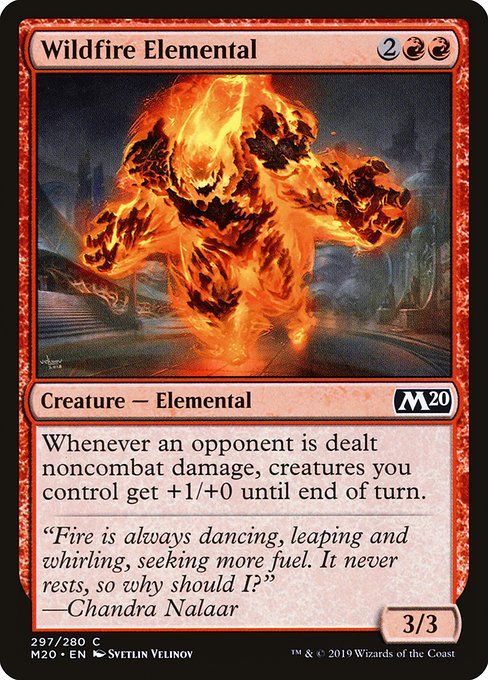 Wildfire Elemental 2
Creature — Elemental M20
Whenever an opponent is dealt
noncombat damage, creatures you
control get +1/+0 until end of turn.
“Fire is always dancing, leaping and
whirling, seeking more fuel. It never
rests, so why should I?”
—Chandra Nalaar
3/3
297/280 C
M20 • EN Svetlin Velinov
™ & © 2019 Wizards of the Coast